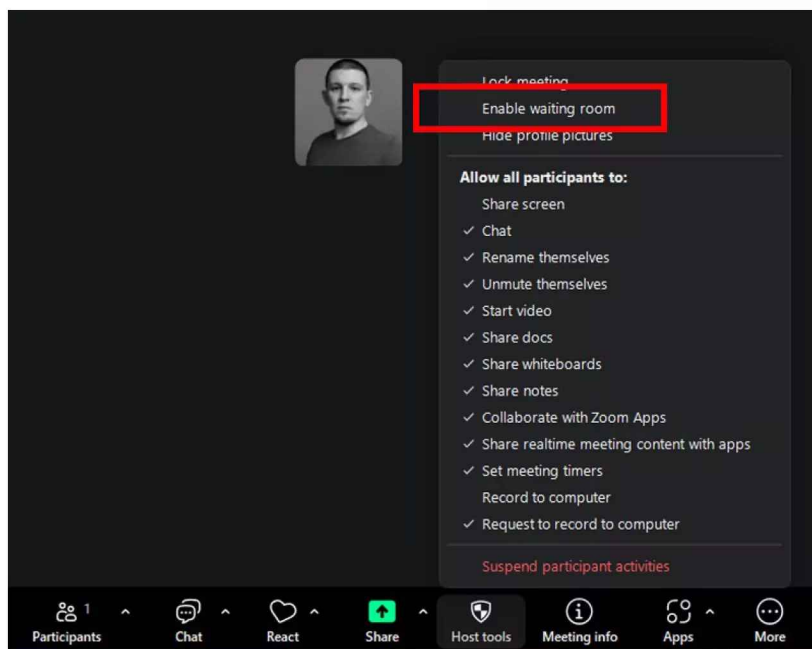 Lock meeting
Enable waiting room
Hide profile pictures
Allow all participants to:
Share screen
Chat
Rename themselves
Unmute themselves
Start video
Share docs
Share whiteboards
Share notes
Collaborate with Zoom Apps
Share realtime meeting content with apps
Set meeting timers
Record to computer
Request to record to computer
Suspend participant activities
1
Participants Chat React Share Host tools Meeting info Apps More